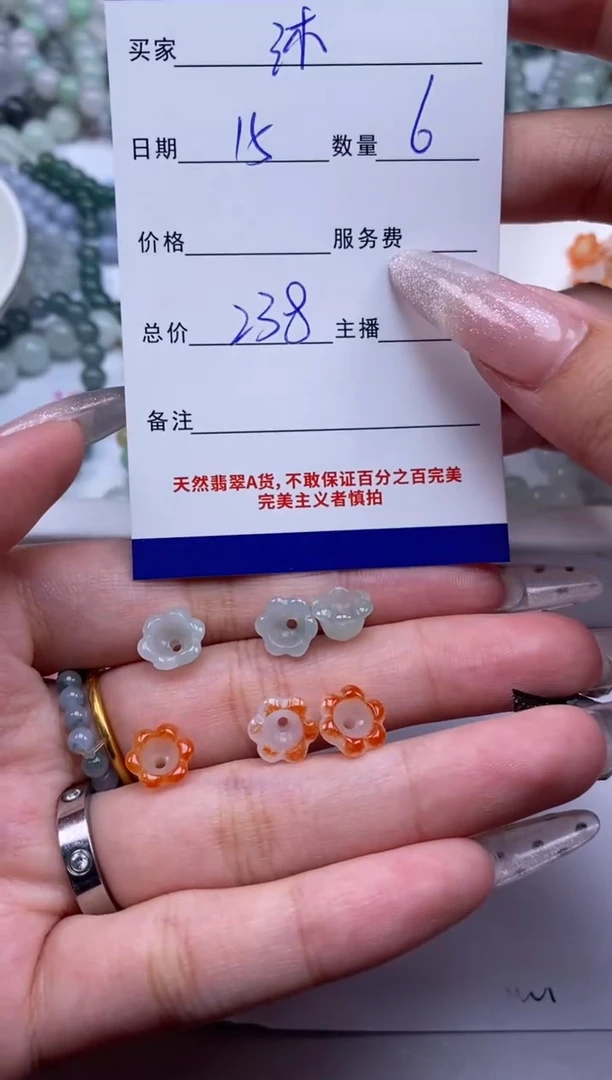 买家 沐
日期 15 数量 6
价格 服务费
总价 238 主播
备注
天然翡翠A货,不敢保证百分之百完美
完美主义者慎拍